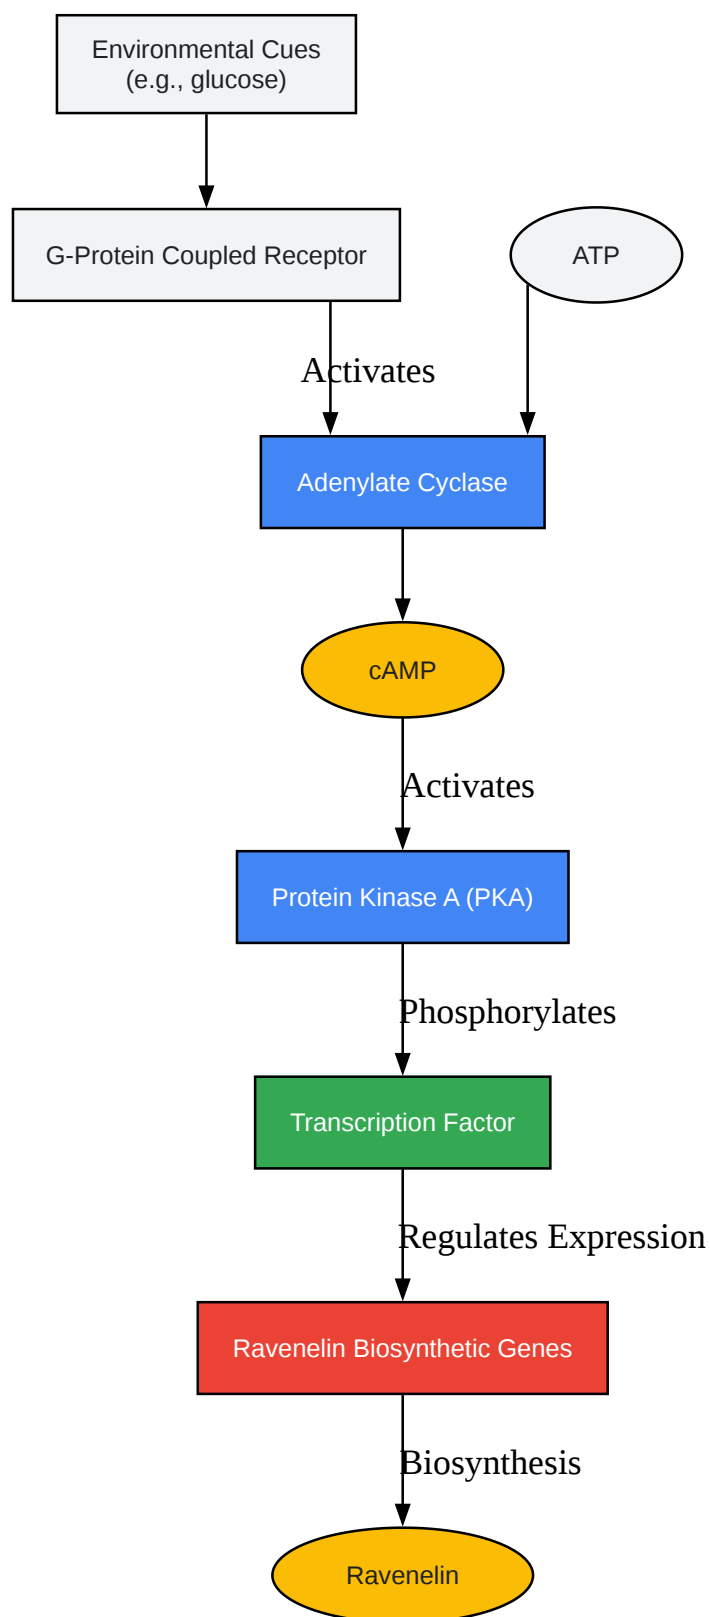 Environmental Cues
(e.g., glucose)
G-Protein Coupled Receptor
ATP
Activates
Adenylate Cyclase
cAMP
Activates
Protein Kinase A (PKA)
Phosphorylates
Transcription Factor
Regulates Expression
Ravenelin Biosynthetic Genes
Biosynthesis
Ravenelin